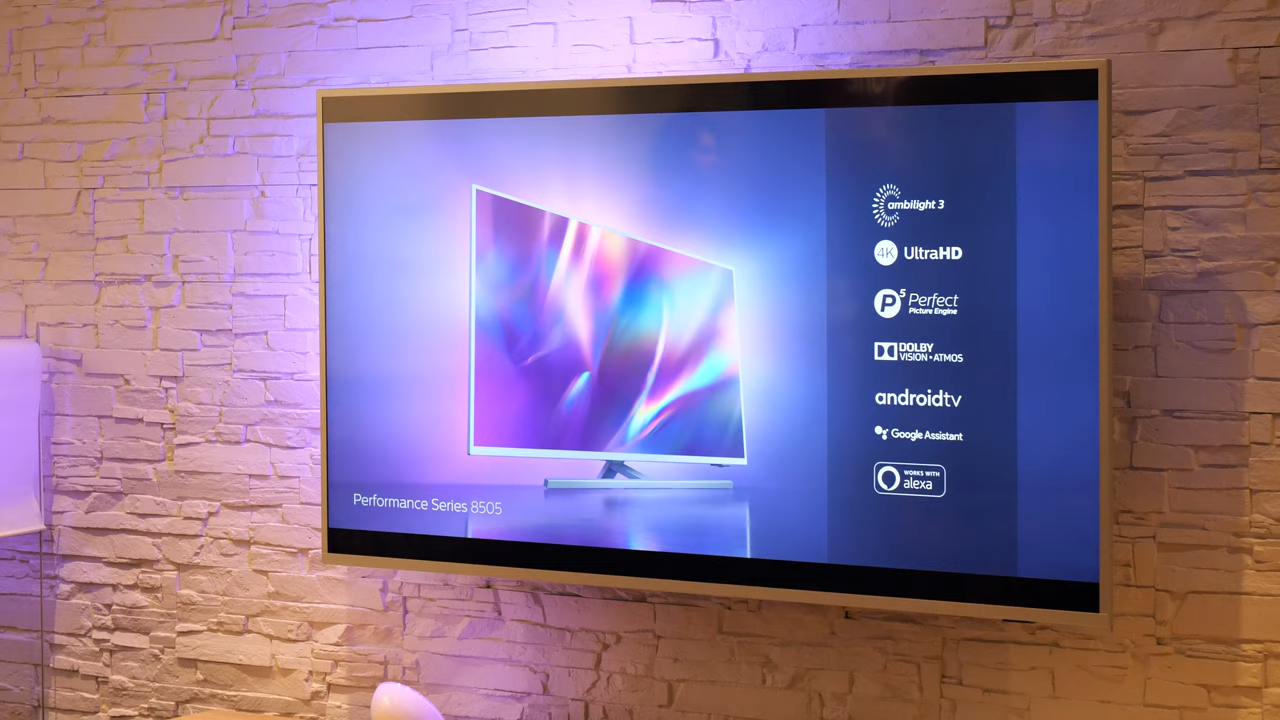 ambilight 3
4K UltraHD
P5 Perfect
Picture Engine
DOLBY
VISION·ATMOS
androidtv
Google Assistant
WORKS WITH
alexa
Performance Series 8505